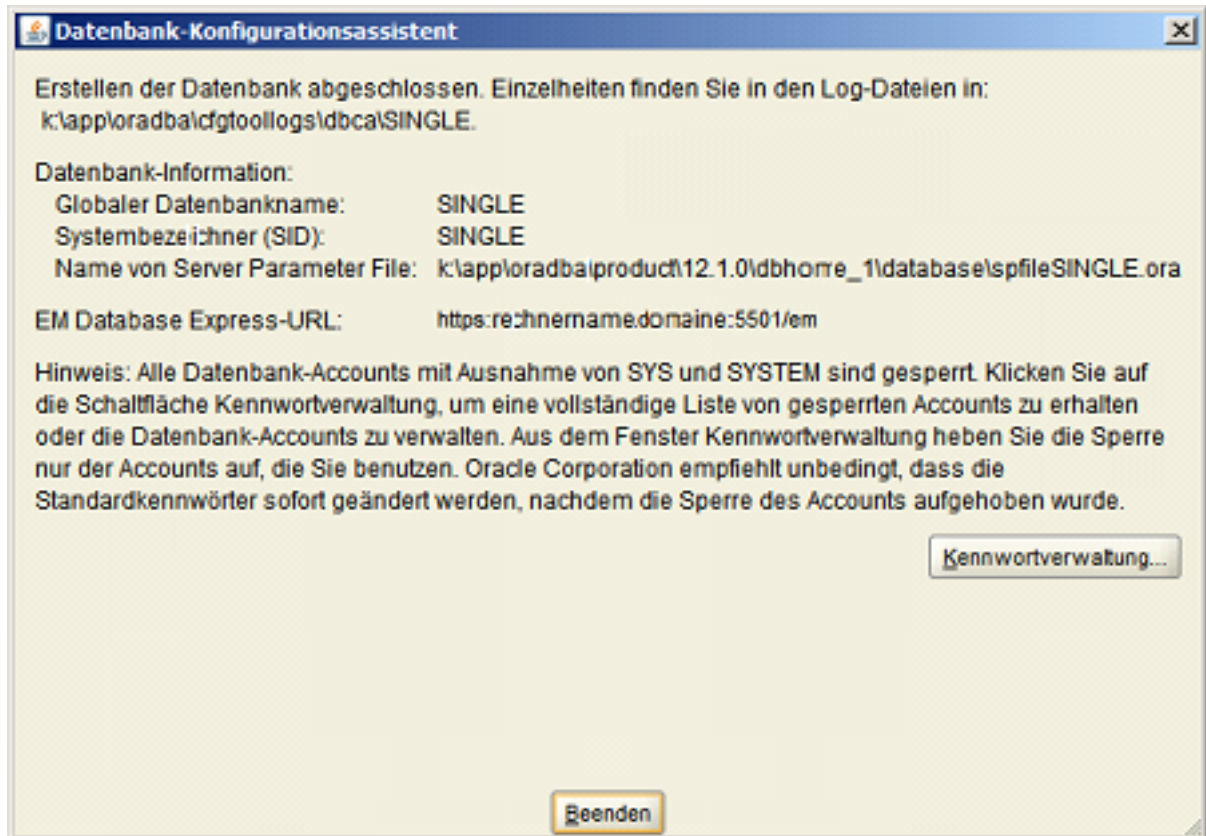 Datenbank-Konfigurationsassistent
Erstellen der Datenbank abgeschlossen. Einzelheiten finden Sie in den Log-Dateien in:
k:\app\oradba\cfgtoollogs\dbca\SINGLE.
Datenbank-Information:
Globaler Datenbankname: SINGLE
Systembezeichner (SID): SINGLE
Name von Server Parameter File: k:\app\oradba\product\12.1.0\dbhome_1\database\spfileSINGLE.ora
EM Database Express-URL: https:rechnername.domaine:5501/em
Hinweis: Alle Datenbank-Accounts mit Ausnahme von SYS und SYSTEM sind gesperrt. Klicken Sie auf
die Schaltfläche Kennwortverwaltung, um eine vollständige Liste von gesperrten Accounts zu erhalten
oder die Datenbank-Accounts zu verwalten. Aus dem Fenster Kennwortverwaltung heben Sie die Sperre
nur der Accounts auf, die Sie benutzen. Oracle Corporation empfiehlt unbedingt, dass die
Standardkennwörter sofort geändert werden, nachdem die Sperre des Accounts aufgehoben wurde.
Kennwortverwaltung...
Beenden